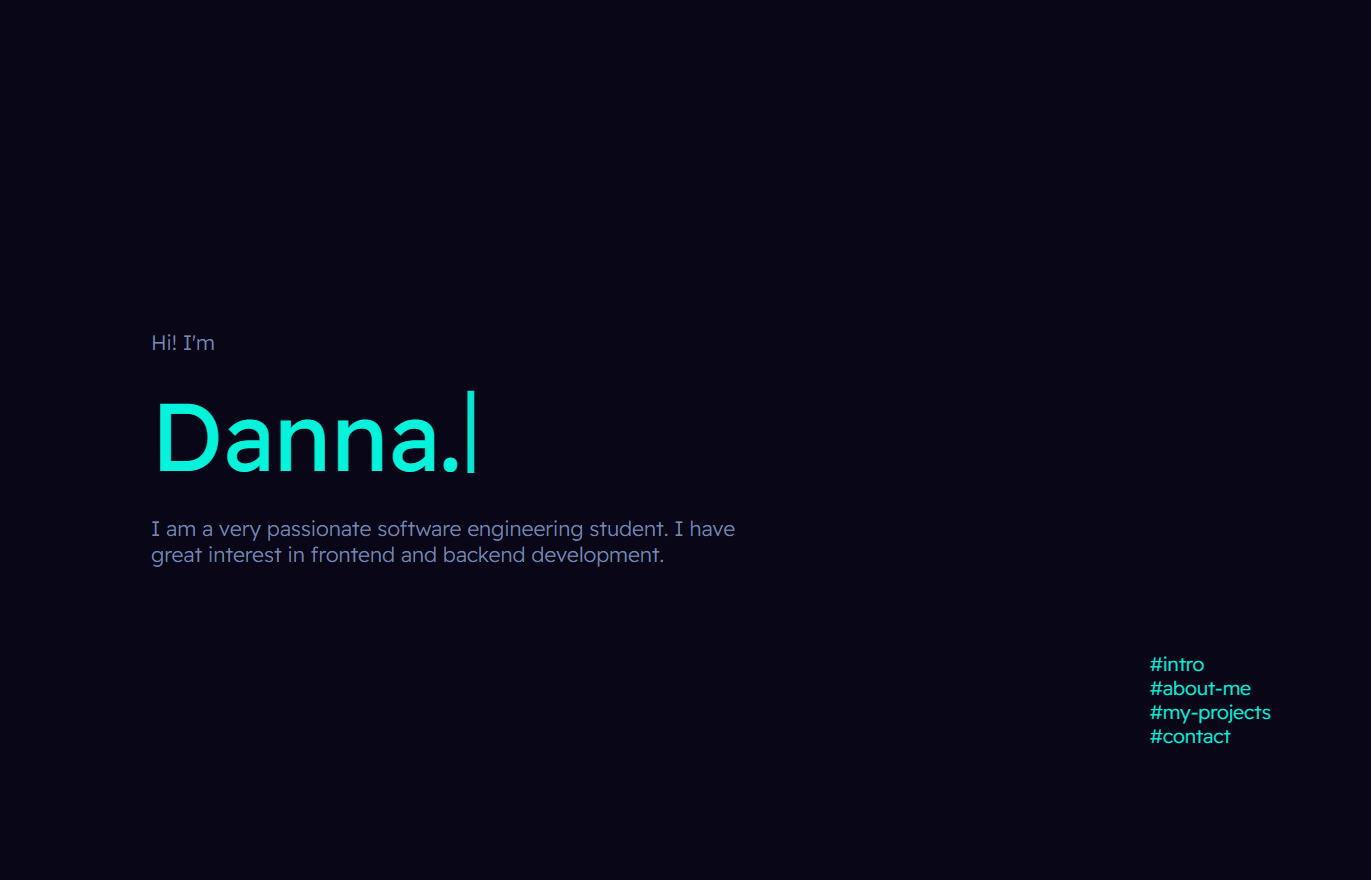 Hi! I'm
Danna.
I am a very passionate software engineering student. I have
great interest in frontend and backend development.
#intro
#about-me
#my-projects
#contact